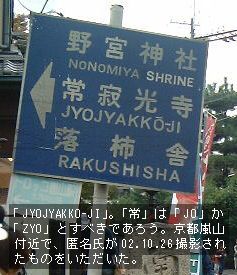 野宮神社
NONOMIYA SHRINE
常寂光寺
JYOJYAKKŌ-JI
落柿舎
RAKUSHISHA
「JYOJYAKKO-JI」。「常」は「JO」か
「ZYO」とすべきであろう。京都嵐山
付近で、匿名氏が02.10.26撮影され
たものをいただいた。